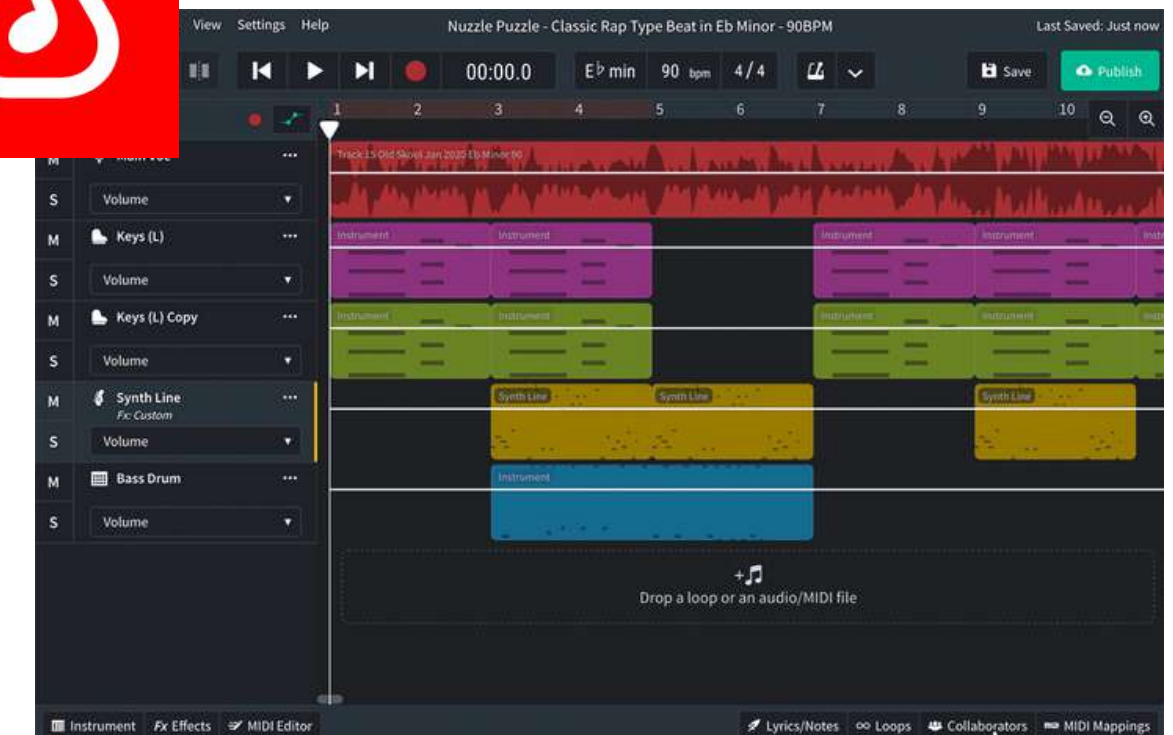 View Settings Help Nuzzle Puzzle - Classic Rap Type Beat in Eb Minor - 90BPM Last Saved: Just now
00:00.0 E♭ min 90 bpm 4/4 Save Publish
1 2 3 4 5 6 7 8 9 10
M ... Track 15 Old Skool Jan 2020 Eb Minor 90
S Volume
M Keys (L) ... Instrument Instrument Instrument Instrument
S Volume
M Keys (L) Copy ... Instrument Instrument Instrument Instrument
S Volume
M Synth Line ... Synth Line Synth Line Synth Line
Fx: Custom
S Volume
M Bass Drum ... Instrument
S Volume
Drop a loop or an audio/MIDI file
Instrument Fx Effects MIDI Editor Lyrics/Notes Loops Collaborators MIDI Mappings